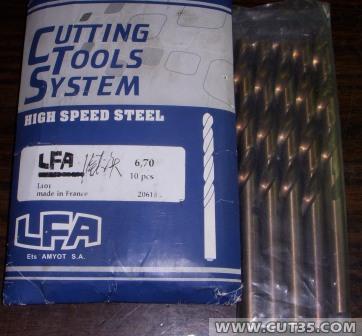 CUTTING
TOOLS
SYSTEM
HIGH SPEED STEEL
LFA
6,70
10 pcs
L101
made in France
LFA
Ets AMYOT S.A.
WWW.CUT35.COM